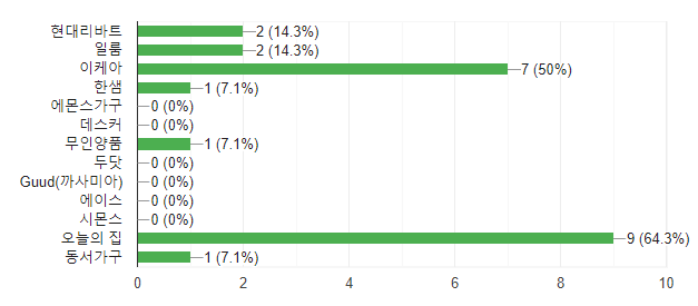 현대리바트 2 (14.3%)
일룸 2 (14.3%)
이케아 7 (50%)
한샘 1 (7.1%)
에몬스가구 0 (0%)
데스커 0 (0%)
무인양품 1 (7.1%)
두닷 0 (0%)
Guud(까사미아) 0 (0%)
에이스 0 (0%)
시몬스 0 (0%)
오늘의 집 9 (64.3%)
동서가구 1 (7.1%)
0 2 4 6 8 10